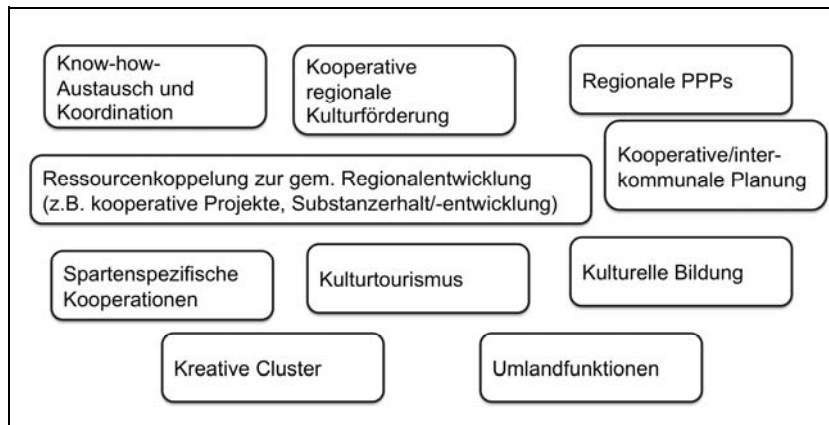 Know-how-
Austausch und
Koordination
Kooperative
regionale
Kulturförderung
Regionale PPPs
Kooperative/inter-
kommunale Planung
Ressourcenkoppelung zur gem. Regionalentwicklung
(z.B. kooperative Projekte, Substanzerhalt/-entwicklung)
Spartenspezifische
Kooperationen
Kulturtourismus
Kulturelle Bildung
Kreative Cluster
Umlandfunktionen